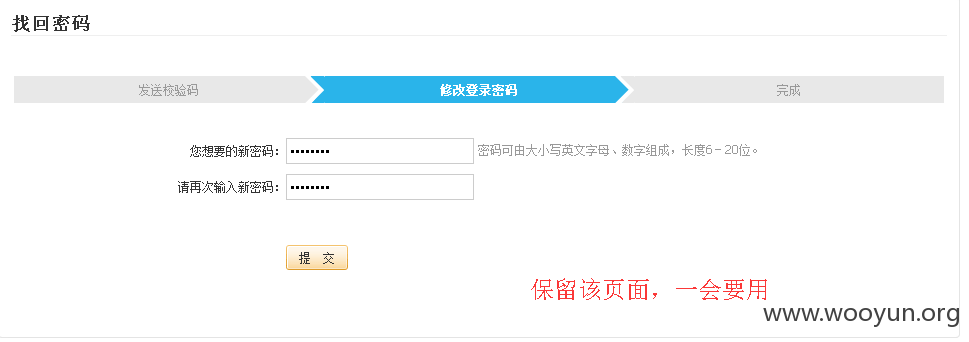 找回密码
发送校验码 修改登录密码 完成
您想要的新密码： •••••••• 密码可由大小写英文字母、数字组成，长度6－20位。
请再次输入新密码： ••••••••
提 交
保留该页面，一会要用
www.wooyun.org